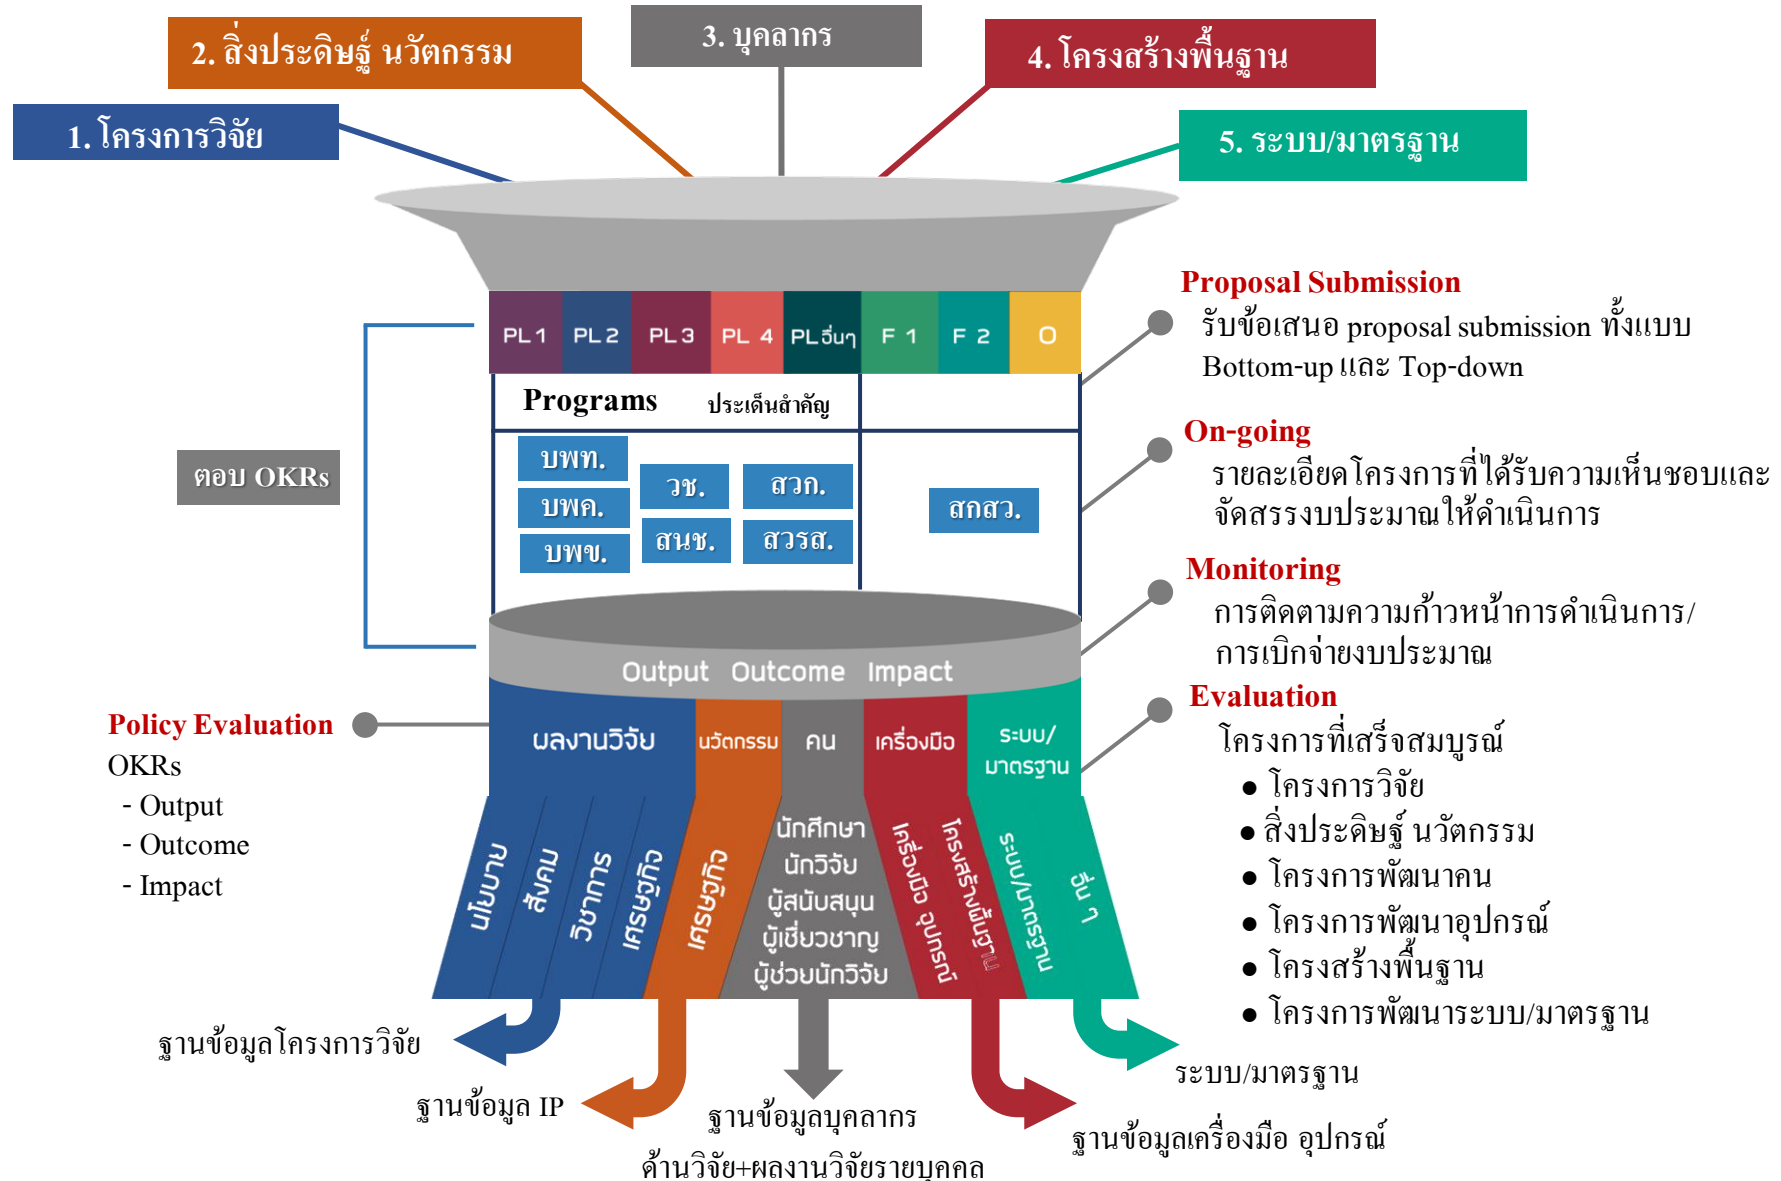 2. สิ่งประดิษฐ์ นวัตกรรม
3. บุคลากร
4. โครงสร้างพื้นฐาน
1. โครงการวิจัย
5. ระบบ/มาตรฐาน
PL 1
PL 2
PL 3
PL 4
PL อื่นๆ
F 1
F 2
O
Programs
ประเด็นสำคัญ
บพท.
บพค.
บพข.
วช.
สนช.
สวก.
สวรส.
สกสว.
ตอบ OKRs
Proposal Submission
รับข้อเสนอ proposal submission ทั้งแบบ
Bottom-up และ Top-down
On-going
รายละเอียดโครงการที่ได้รับความเห็นชอบและ
จัดสรรงบประมาณให้ดำเนินการ
Monitoring
การติดตามความก้าวหน้าการดำเนินการ/
การเบิกจ่ายงบประมาณ
Output Outcome Impact
Policy Evaluation
OKRs
- Output
- Outcome
- Impact
ผลงานวิจัย
นวัตกรรม
คน
เครื่องมือ
ระบบ/
มาตรฐาน
นโยบาย
สังคม
วิชาการ
เศรษฐกิจ
เศรษฐกิจ
นักศึกษา
นักวิจัย
ผู้สนับสนุน
ผู้เชี่ยวชาญ
ผู้ช่วยนักวิจัย
เครื่องมือ อุปกรณ์
โครงสร้างพื้นฐาน
ระบบ/มาตรฐาน
อื่น ๆ
Evaluation
โครงการที่เสร็จสมบูรณ์
● โครงการวิจัย
● สิ่งประดิษฐ์ นวัตกรรม
● โครงการพัฒนาคน
● โครงการพัฒนาอุปกรณ์
● โครงสร้างพื้นฐาน
● โครงการพัฒนาระบบ/มาตรฐาน
ฐานข้อมูลโครงการวิจัย
ฐานข้อมูล IP
ฐานข้อมูลบุคลากร
ด้านวิจัย+ผลงานวิจัยรายบุคคล
ฐานข้อมูลเครื่องมือ อุปกรณ์
ระบบ/มาตรฐาน